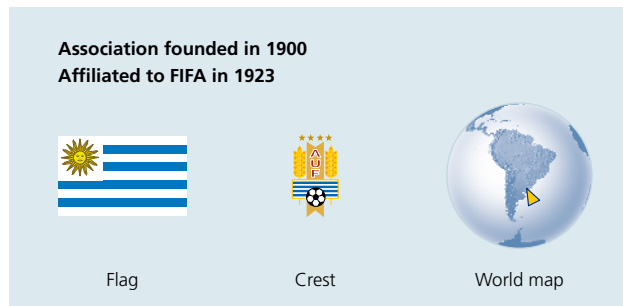 Association founded in 1900
Affiliated to FIFA in 1923
AUF
Flag
Crest
World map